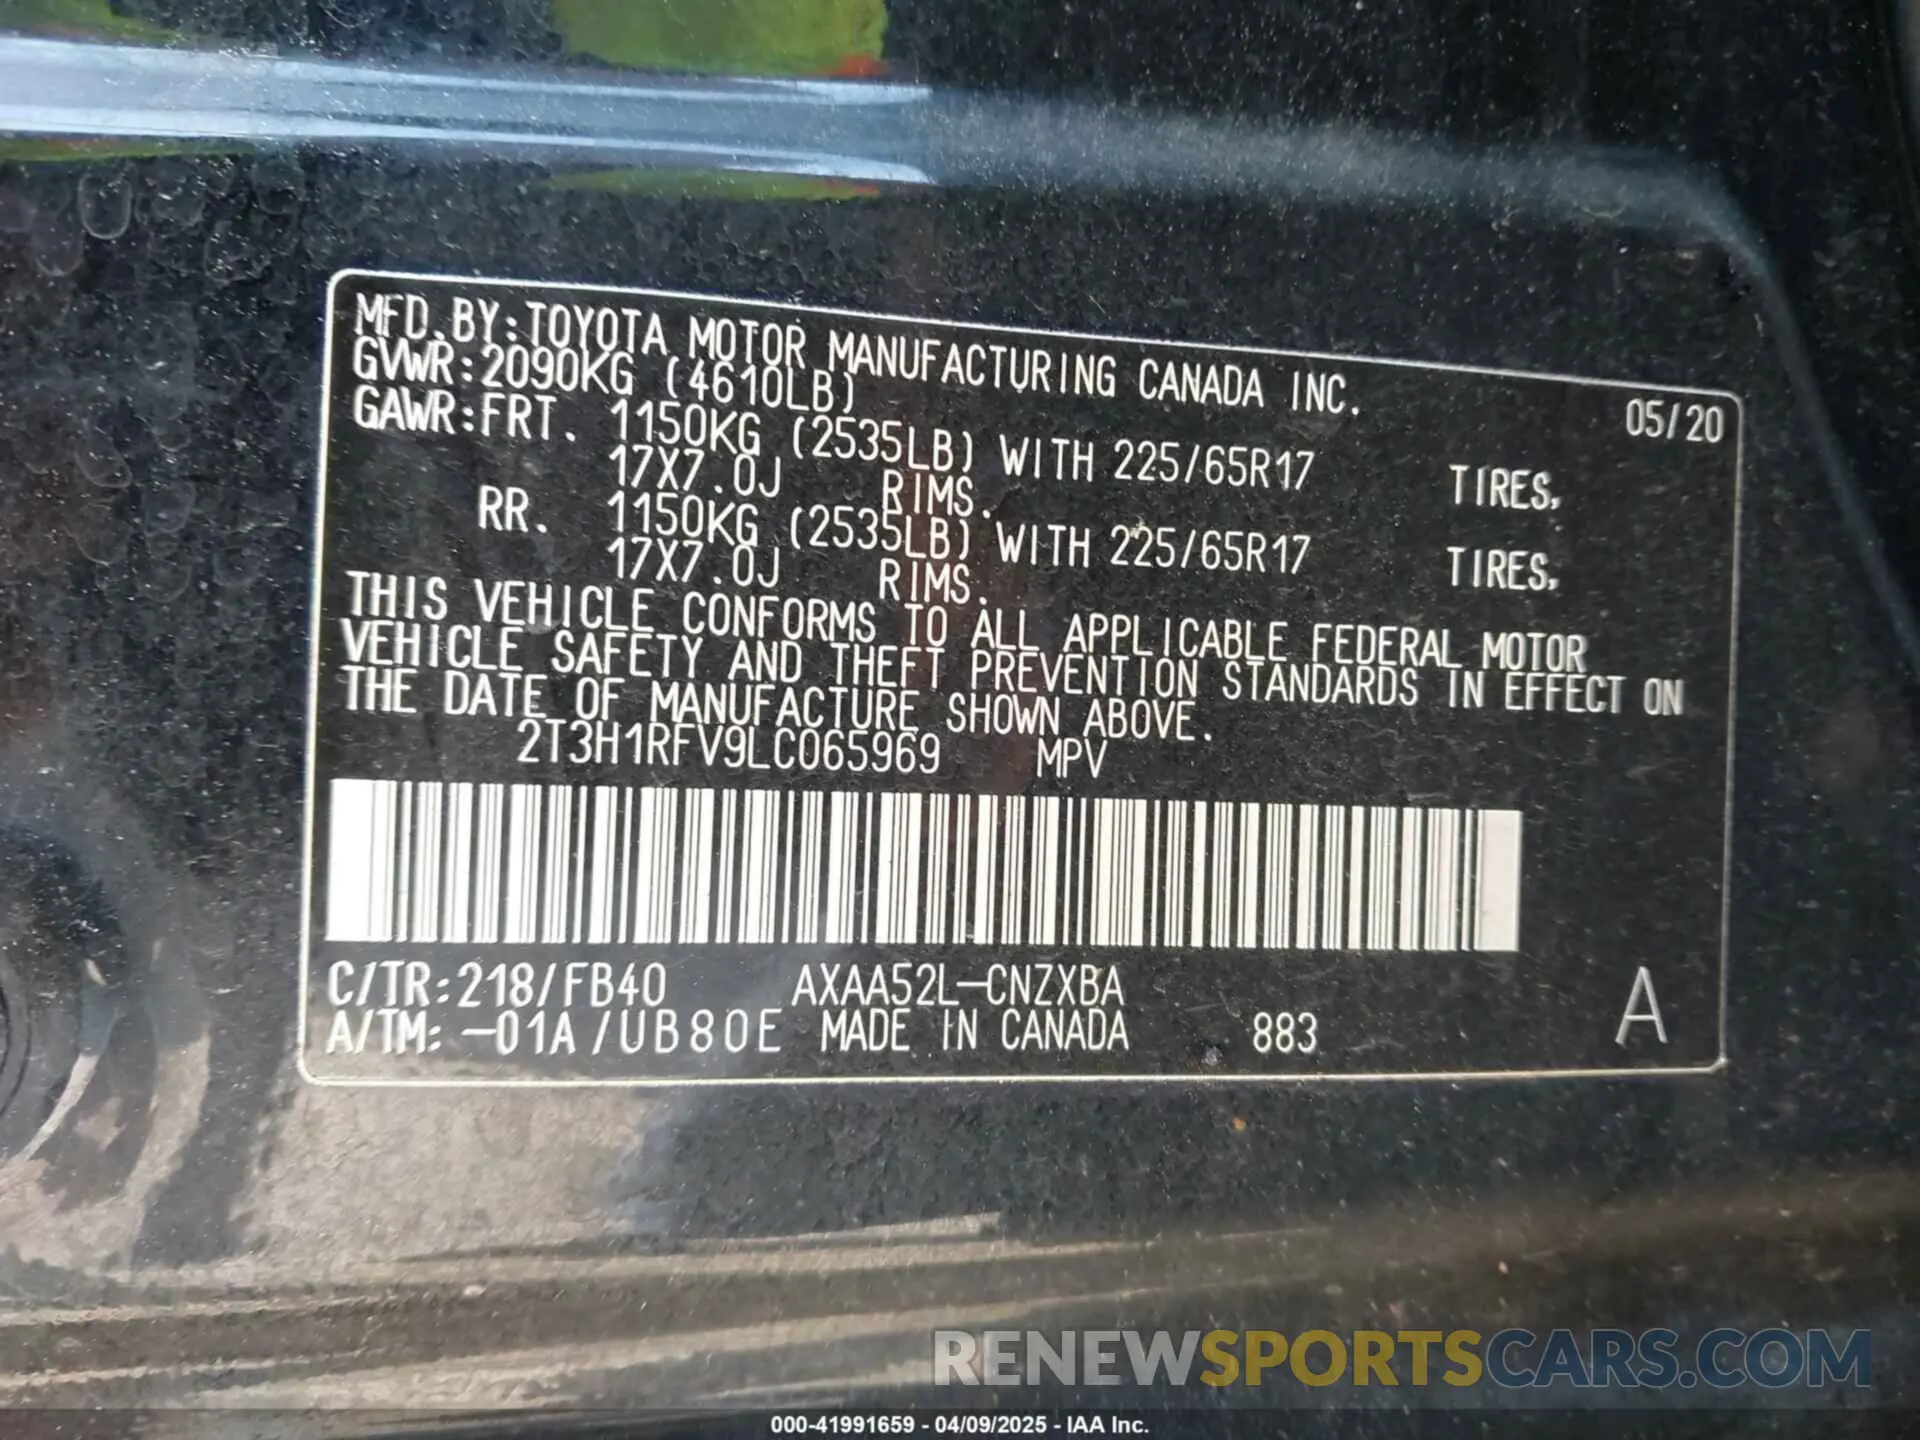 MFD.BY:TOYOTA MOTOR MANUFACTURING CANADA INC.
05/20
GVWR:2090KG (4610LB)
GAWR:FRT. 1150KG (2535LB) WITH 225/65R17 TIRES,
17X7.0J RIMS.
RR. 1150KG (2535LB) WITH 225/65R17 TIRES,
17X7.0J RIMS.
THIS VEHICLE CONFORMS TO ALL APPLICABLE FEDERAL MOTOR
VEHICLE SAFETY AND THEFT PREVENTION STANDARDS IN EFFECT ON
THE DATE OF MANUFACTURE SHOWN ABOVE.
2T3H1RFV9LC065969 MPV
C/TR:218/FB40 AXAA52L-CNZXBA
A/TM:-01A/UB80E MADE IN CANADA 883 A
RENEWSPORTSCARS.COM
000-41991659 - 04/09/2025 - IAA Inc.